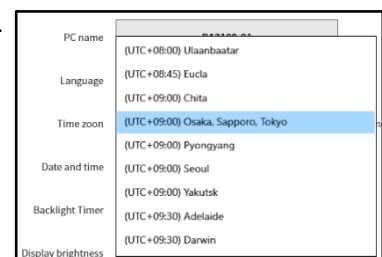 PC name
(UTC+08:00) Ulaanbaatar
(UTC+08:45) Eucla
Language
(UTC+09:00) Chita
Time zoon
(UTC+09:00) Osaka, Sapporo, Tokyo
(UTC+09:00) Pyongyang
Date and time
(UTC+09:00) Seoul
(UTC+09:00) Yakutsk
Backlight Timer
(UTC+09:30) Adelaide
(UTC+09:30) Darwin
Display brightness